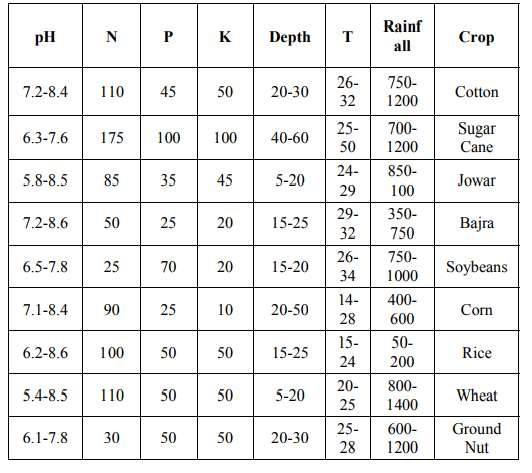 pH N P K Depth T Rainf
all Crop
7.2-8.4 110 45 50 20-30 26-
32 750-
1200 Cotton
6.3-7.6 175 100 100 40-60 25-
50 700-
1200 Sugar
Cane
5.8-8.5 85 35 45 5-20 24-
29 850-
100 Jowar
7.2-8.6 50 25 20 15-25 29-
32 350-
750 Bajra
6.5-7.8 25 70 20 15-20 26-
34 750-
1000 Soybeans
7.1-8.4 90 25 10 20-50 14-
28 400-
600 Corn
6.2-8.6 100 50 50 15-25 15-
24 50-
200 Rice
5.4-8.5 110 50 50 5-20 20-
25 800-
1400 Wheat
6.1-7.8 30 50 50 20-30 25-
28 600-
1200 Ground
Nut